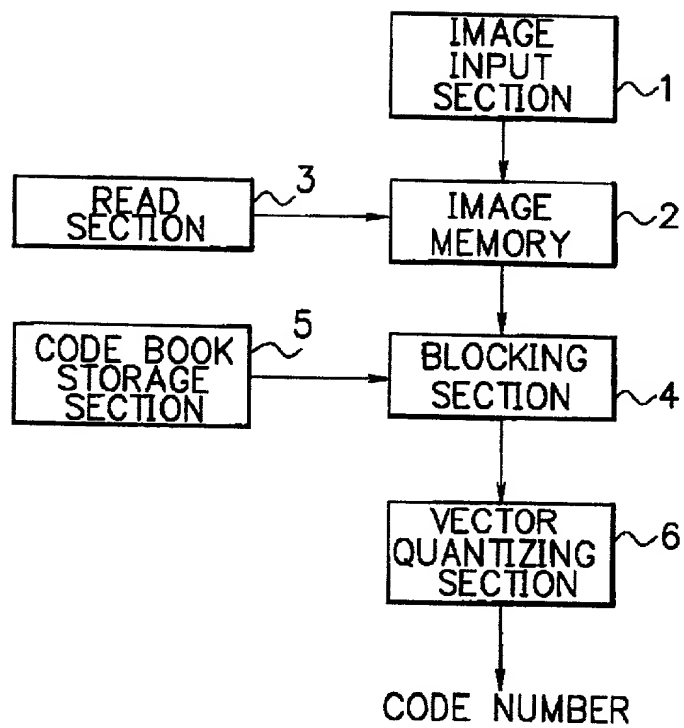 IMAGE
INPUT
SECTION
1
3
READ
SECTION
IMAGE
MEMORY
2
5
CODE BOOK
STORAGE
SECTION
BLOCKING
SECTION
4
VECTOR
QUANTIZING
SECTION
6
CODE NUMBER